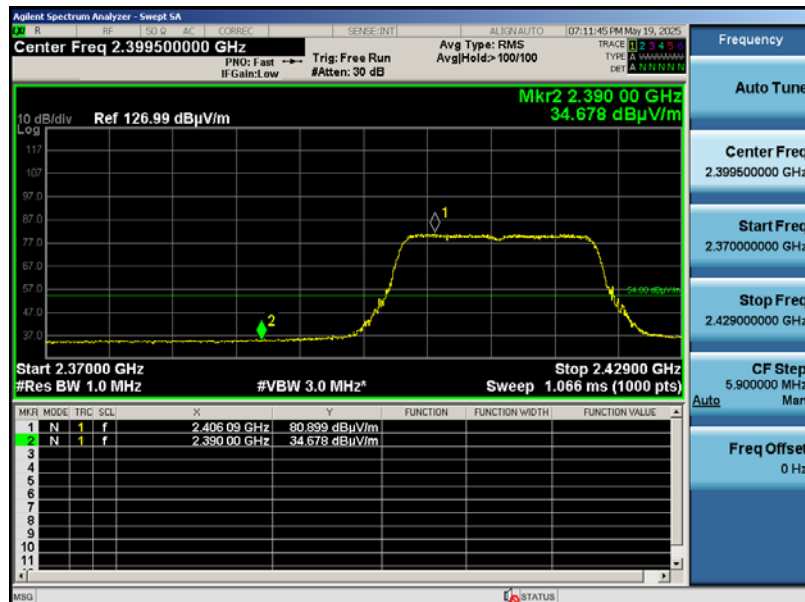 Agilent Spectrum Analyzer - Swept SA
R RF 50 Ω AC CORREC SENSE:INT ALIGN AUTO 07:11:45 PM May 19, 2025
Center Freq 2.399500000 GHz
PNO: Fast
IFGain:Low
Trig: Free Run
#Atten: 30 dB
Avg Type: RMS
Avg|Hold:>100/100
TRACE 1 2 3 4 5 6
TYPE A
DET A N N N N N
Mkr2 2.390 00 GHz
34.678 dBµV/m
10 dB/div
Log
Ref 126.99 dBµV/m
117
107
97.0
87.0
77.0
67.0
57.0
47.0
37.0
1
2
54.00 dBµV/m
Start 2.37000 GHz
Stop 2.42900 GHz
#Res BW 1.0 MHz
#VBW 3.0 MHz*
Sweep 1.066 ms (1000 pts)
MKR MODE TRC SCL X Y FUNCTION FUNCTION WIDTH FUNCTION VALUE
1 N 1 f 2.406 09 GHz 80.899 dBµV/m
2 N 1 f 2.390 00 GHz 34.678 dBµV/m
3
4
5
6
7
8
9
10
11
MSG
STATUS
Frequency
Auto Tune
Center Freq
2.399500000 GHz
Start Freq
2.370000000 GHz
Stop Freq
2.429000000 GHz
CF Step
5.900000 MHz
Auto Man
Freq Offset
0 Hz